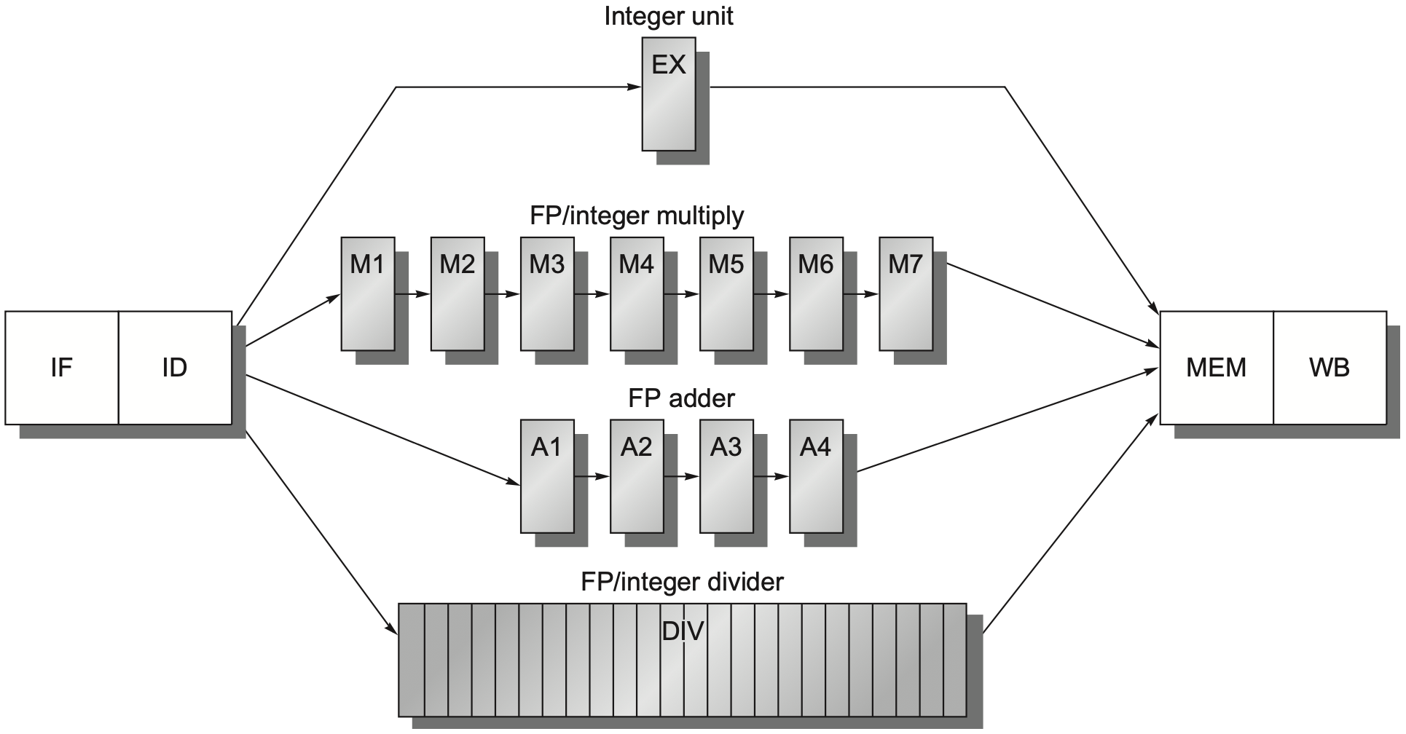 Integer unit
EX
FP/integer multiply
M1 M2 M3 M4 M5 M6 M7
IF ID
MEM WB
FP adder
A1 A2 A3 A4
FP/integer divider
DIV